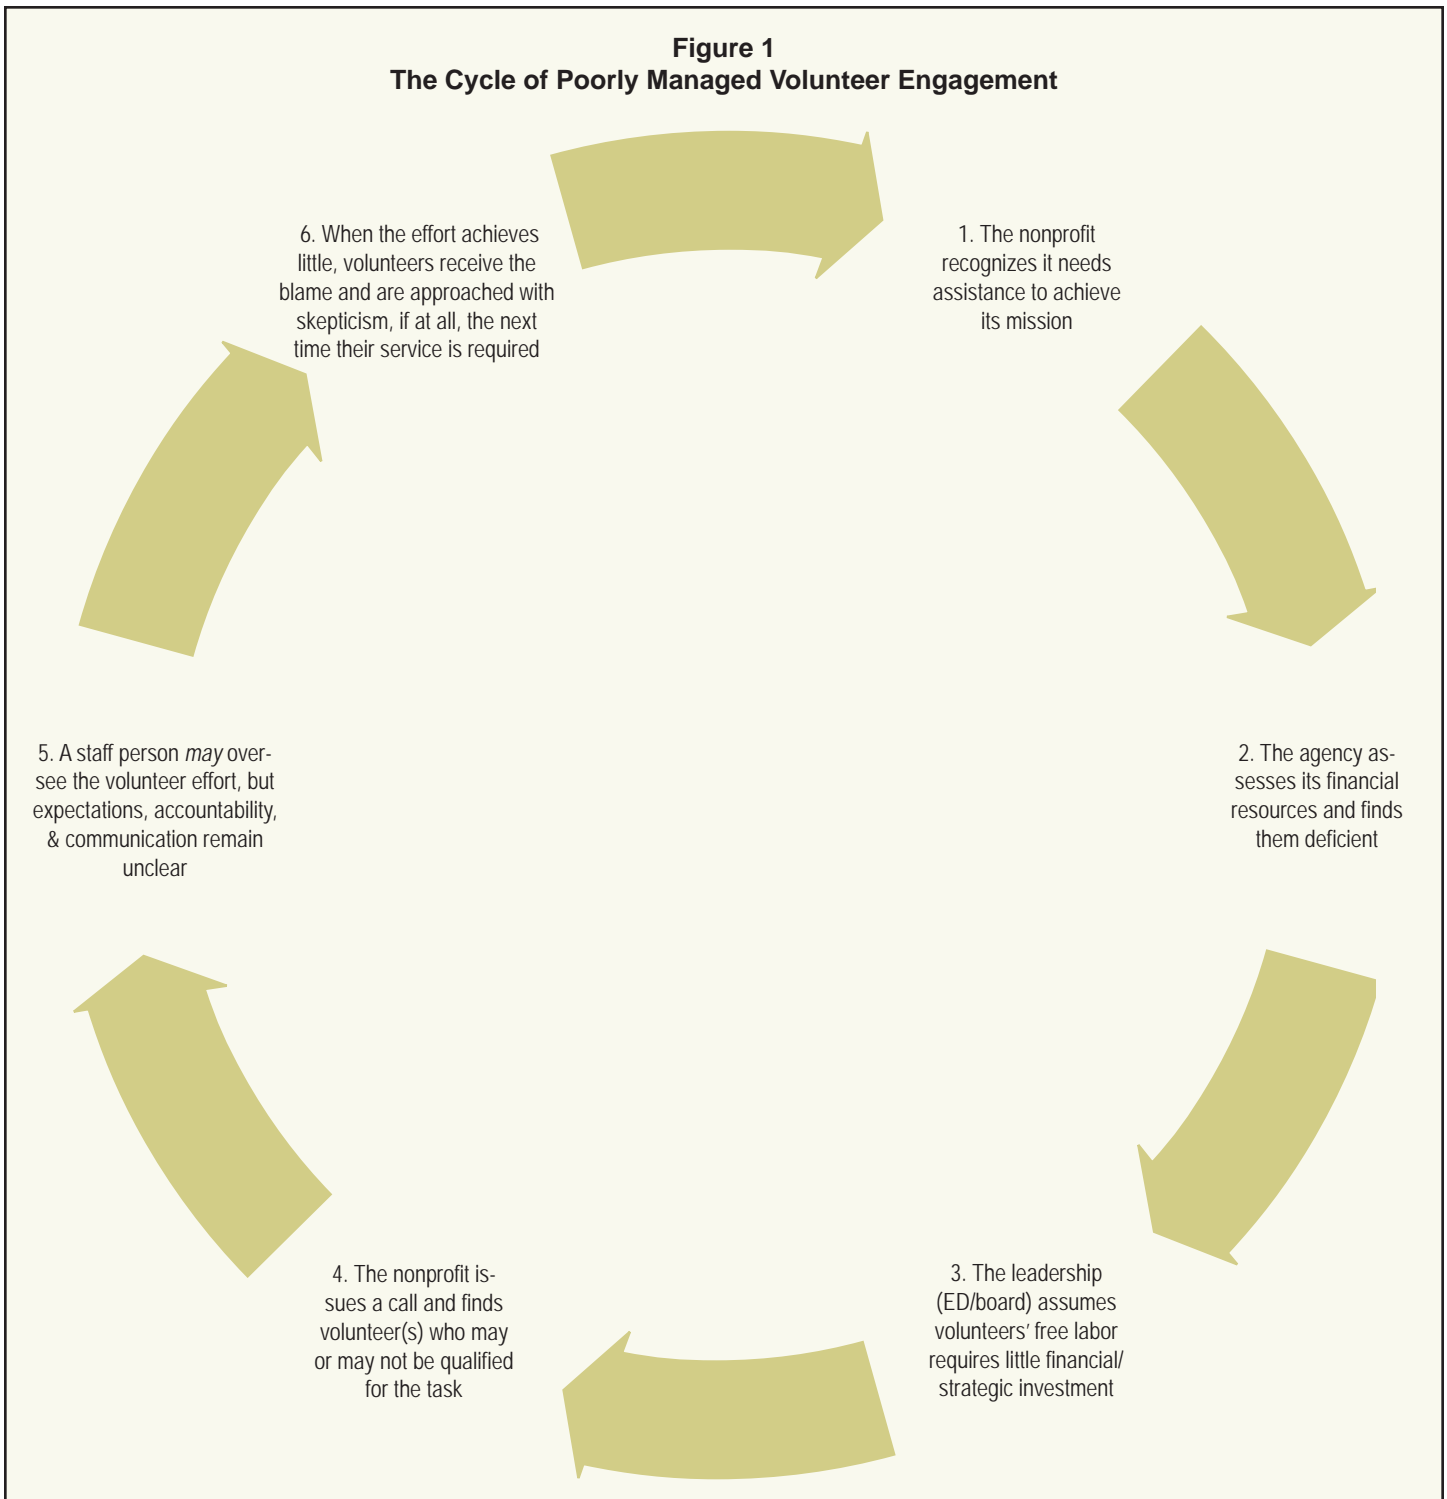 Figure 1
The Cycle of Poorly Managed Volunteer Engagement
1. The nonprofit
recognizes it needs
assistance to achieve
its mission
2. The agency as-
sesses its financial
resources and finds
them deficient
3. The leadership
(ED/board) assumes
volunteers’ free labor
requires little financial/
strategic investment
4. The nonprofit is-
sues a call and finds
volunteer(s) who may
or may not be qualified
for the task
5. A staff person may over-
see the volunteer effort, but
expectations, accountability,
& communication remain
unclear
6. When the effort achieves
little, volunteers receive the
blame and are approached with
skepticism, if at all, the next
time their service is required